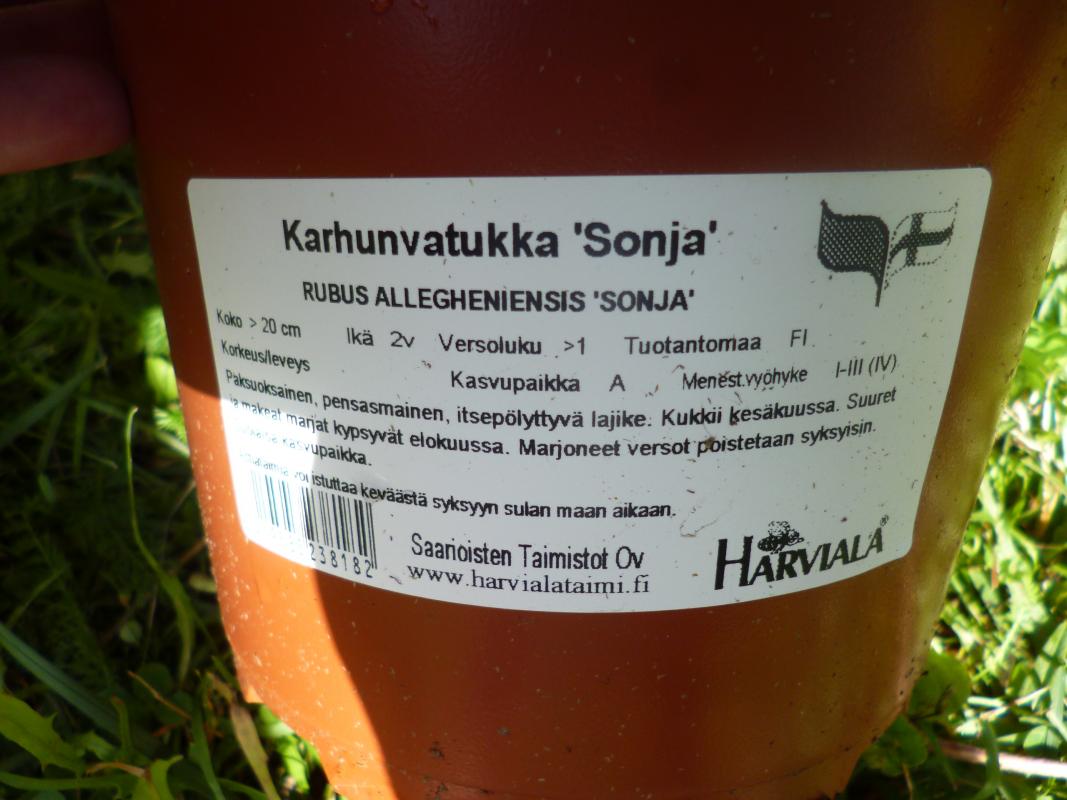 Karhunvatukka 'Sonja'
RUBUS ALLEGHENIENSIS 'SONJA'
Koko > 20 cm Ikä 2v Versoluku >1 Tuotantomaa FI
Korkeus/leveys Kasvupaikka A Menest.vyöhyke I-III (IV)
Paksuoksainen, pensasmainen, itsepölyttyvä lajike. Kukkii kesäkuussa. Suuret
ja makeat marjat kypsyvät elokuussa. Marjoneet versot poistetaan syksyisin.
kasvupaikka.
voi istuttaa keväästä syksyyn sulan maan aikaan.
238182
Saarioisten Taimistot Oy
www.harvialataimi.fi
HARVIALA®